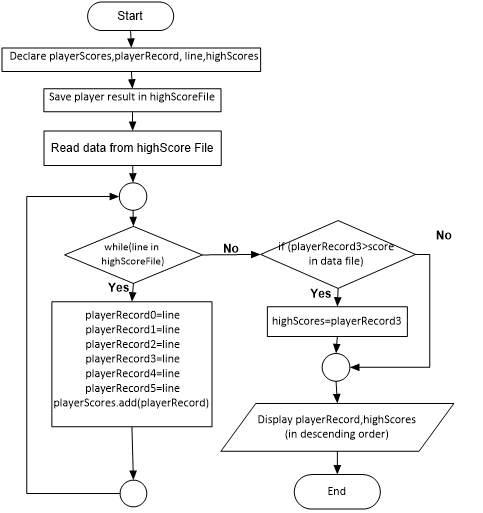 Start
Declare playerScores,playerRecord, line,highScores
Save player result in highScoreFile
Read data from highScore File
while(line in
highScoreFile)
No
if (playerRecord3>score
in data file)
No
Yes
Yes
playerRecord0=line
playerRecord1=line
playerRecord2=line
playerRecord3=line
playerRecord4=line
playerRecord5=line
playerScores.add(playerRecord)
highScores=playerRecord3
Display playerRecord,highScores
(in descending order)
End